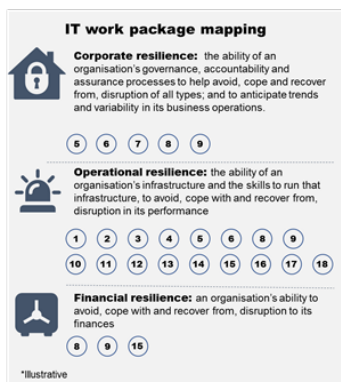 IT work package mapping
Corporate resilience: the ability of an
organisation's governance, accountability and
assurance processes to help avoid, cope and recover
from, disruption of all types; and to anticipate trends
and variability in its business operations.
5 6 7 8 9
Operational resilience: the ability of an
organisation's infrastructure and the skills to run that
infrastructure, to avoid, cope with and recover from,
disruption in its performance
1 2 3 4 5 6 8 9
10 11 12 13 14 15 16 17 18
Financial resilience: an organisation's ability to
avoid, cope with and recover from, disruption to its
finances
8 9 15
*Illustrative